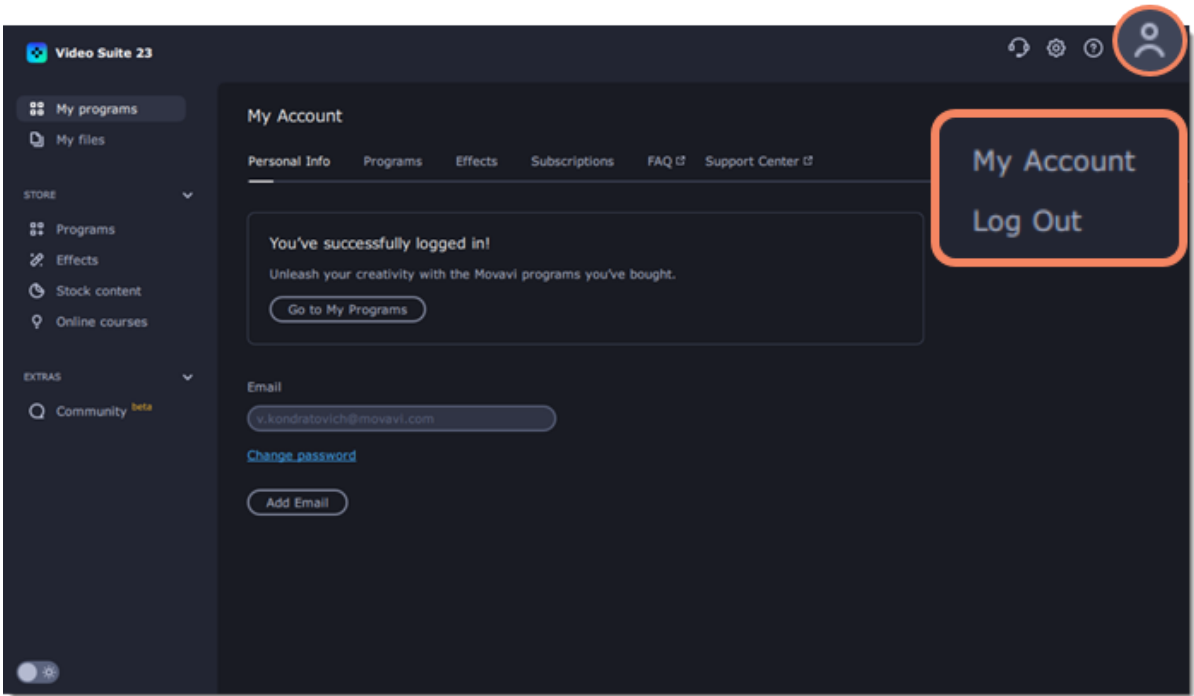 Video Suite 23
My programs
My files
STORE
Programs
Effects
Stock content
Online courses
EXTRAS
Community beta
My Account
Personal Info Programs Effects Subscriptions FAQ Support Center
You've successfully logged in!
Unleash your creativity with the Movavi programs you've bought.
Go to My Programs
Email
v.kondratovich@movavi.com
Change password
Add Email
My Account
Log Out